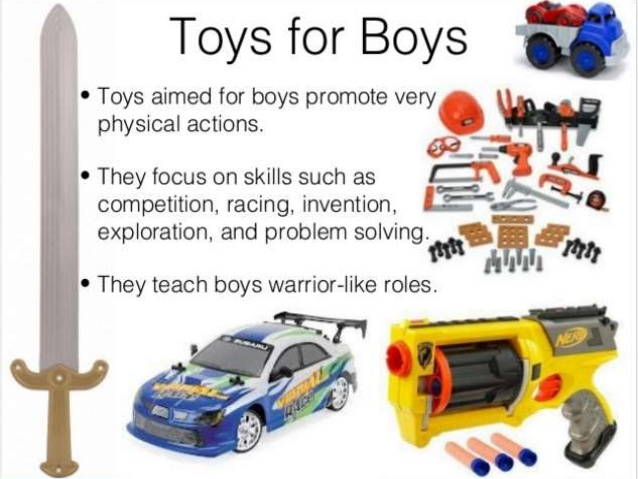 Toys for Boys
• Toys aimed for boys promote very
physical actions.
• They focus on skills such as
competition, racing, invention,
exploration, and problem solving.
• They teach boys warrior-like roles.
SUBARU
NERF